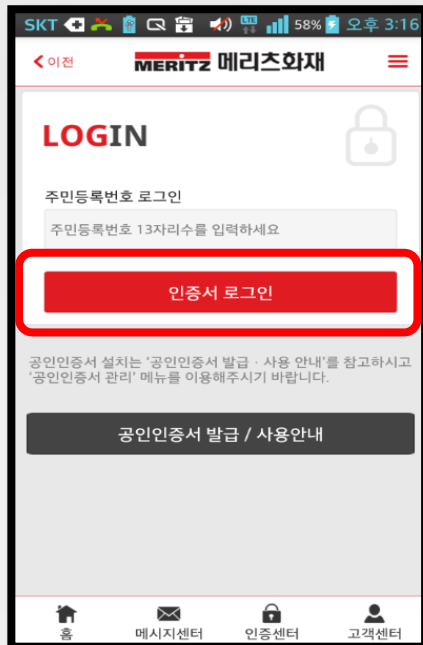 SKT 58% 오후 3:16
이전 MERITZ 메리츠화재
LOGIN
주민등록번호 로그인
주민등록번호 13자리수를 입력하세요
인증서 로그인
공인인증서 설치는 '공인인증서 발급 · 사용 안내'를 참고하시고
'공인인증서 관리' 메뉴를 이용해주시기 바랍니다.
공인인증서 발급 / 사용안내
홈 메시지센터 인증센터 고객센터